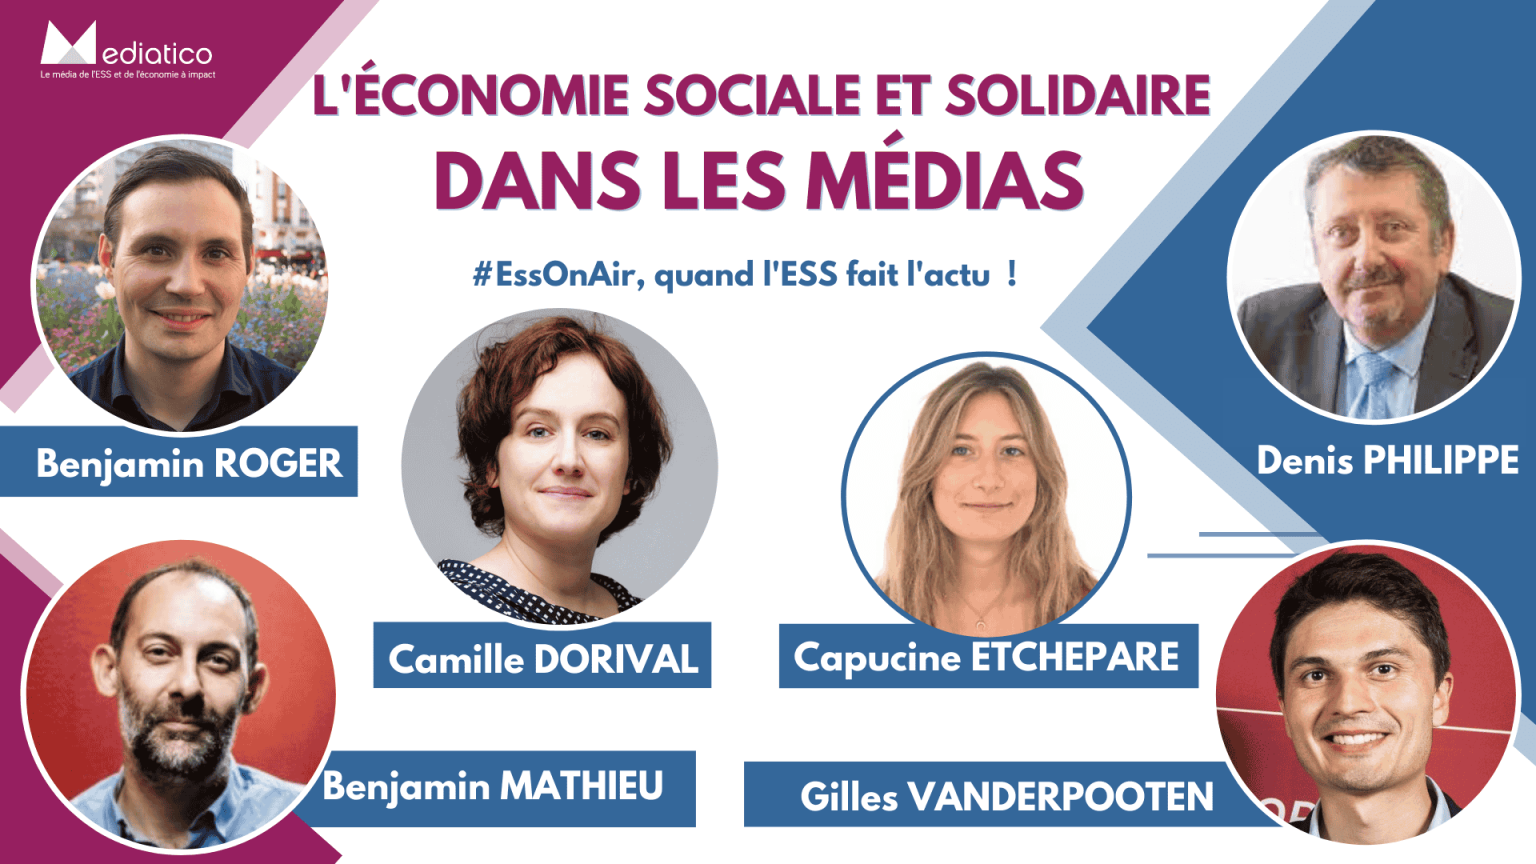 Mediatico
Le média de l'ESS et de l'économie à impact
L'ÉCONOMIE SOCIALE ET SOLIDAIRE
DANS LES MÉDIAS
#EssOnAir, quand l'ESS fait l'actu !
Benjamin ROGER
Denis PHILIPPE
Camille DORIVAL
Capucine ETCHEPARE
Benjamin MATHIEU
Gilles VANDERPOOTEN